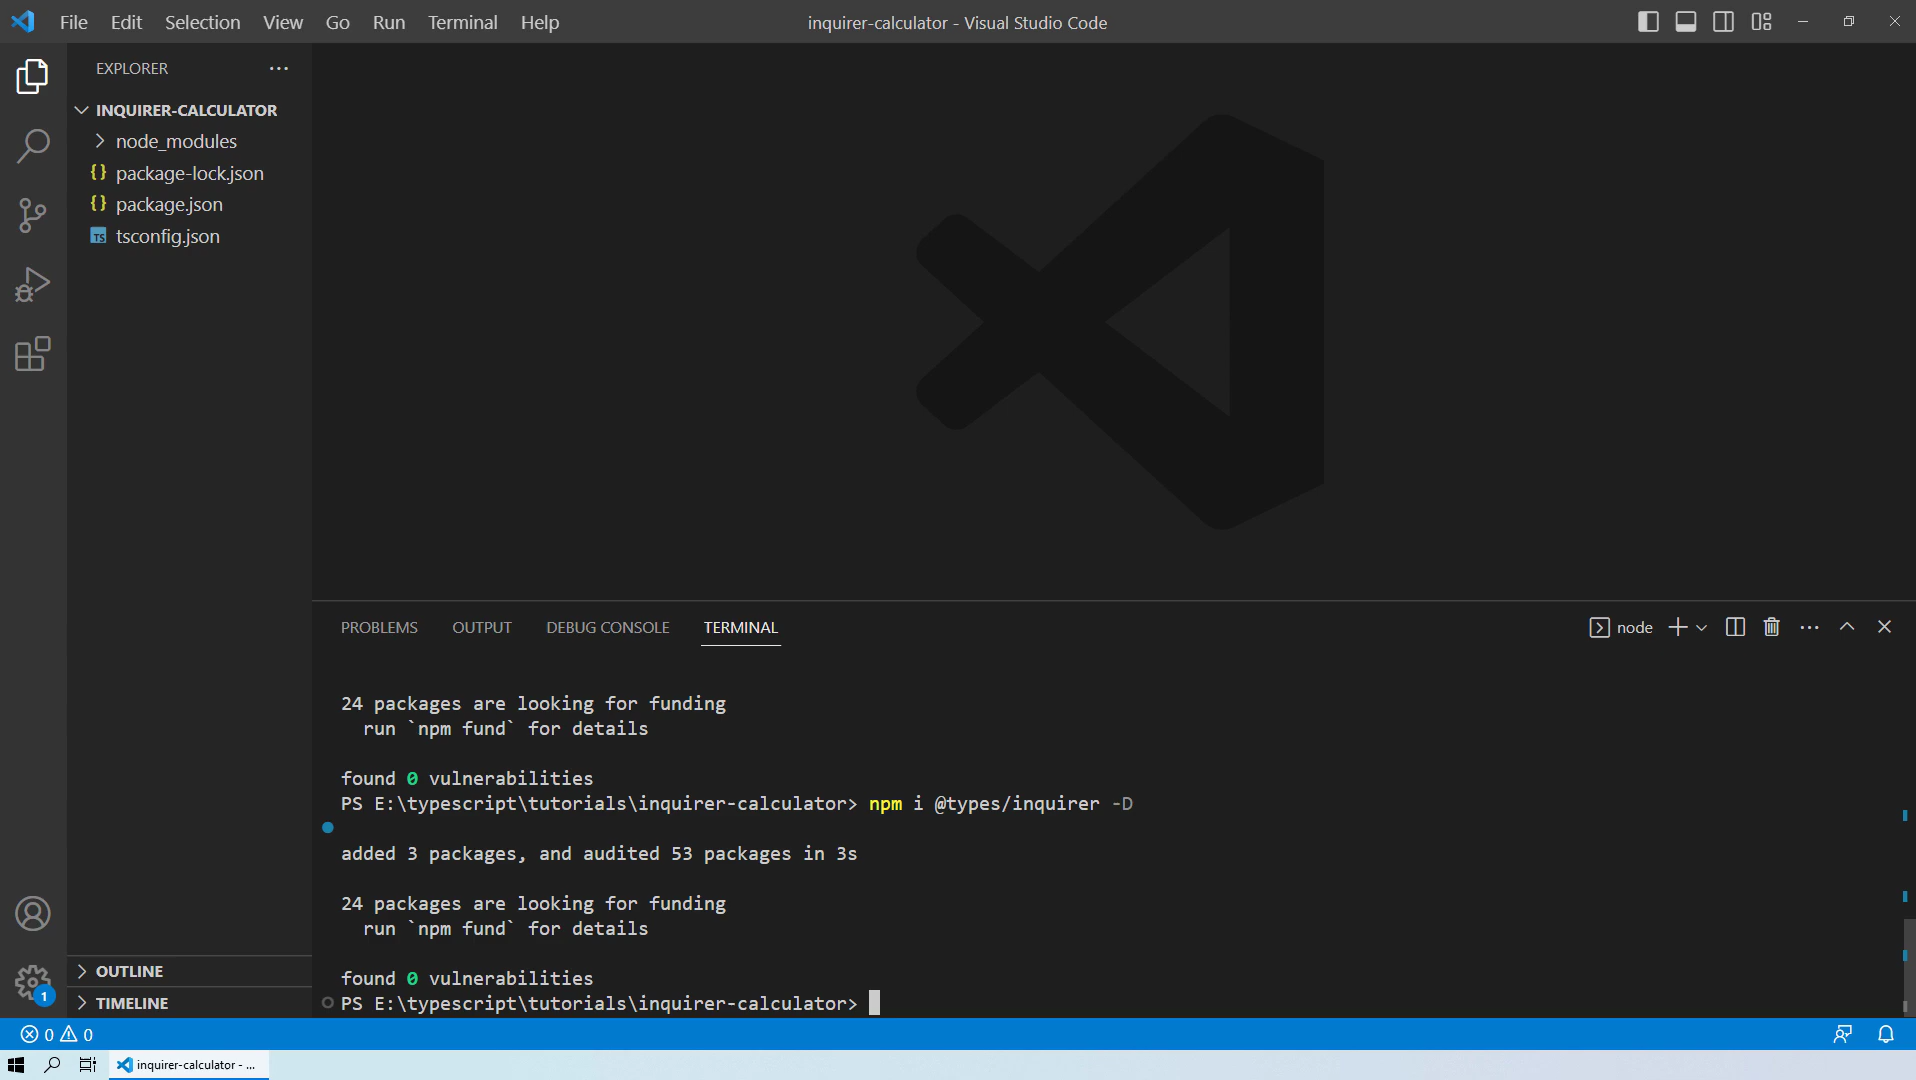 File Edit Selection View Go Run Terminal Help
inquirer-calculator - Visual Studio Code
EXPLORER
INQUIRER-CALCULATOR
node_modules
{} package-lock.json
{} package.json
TS tsconfig.json
PROBLEMS OUTPUT DEBUG CONSOLE TERMINAL
node
24 packages are looking for funding
run `npm fund` for details
found 0 vulnerabilities
PS E:\typescript\tutorials\inquirer-calculator> npm i @types/inquirer -D
added 3 packages, and audited 53 packages in 3s
24 packages are looking for funding
run `npm fund` for details
found 0 vulnerabilities
PS E:\typescript\tutorials\inquirer-calculator>
OUTLINE
1
TIMELINE
0 0
inquirer-calculator - ...